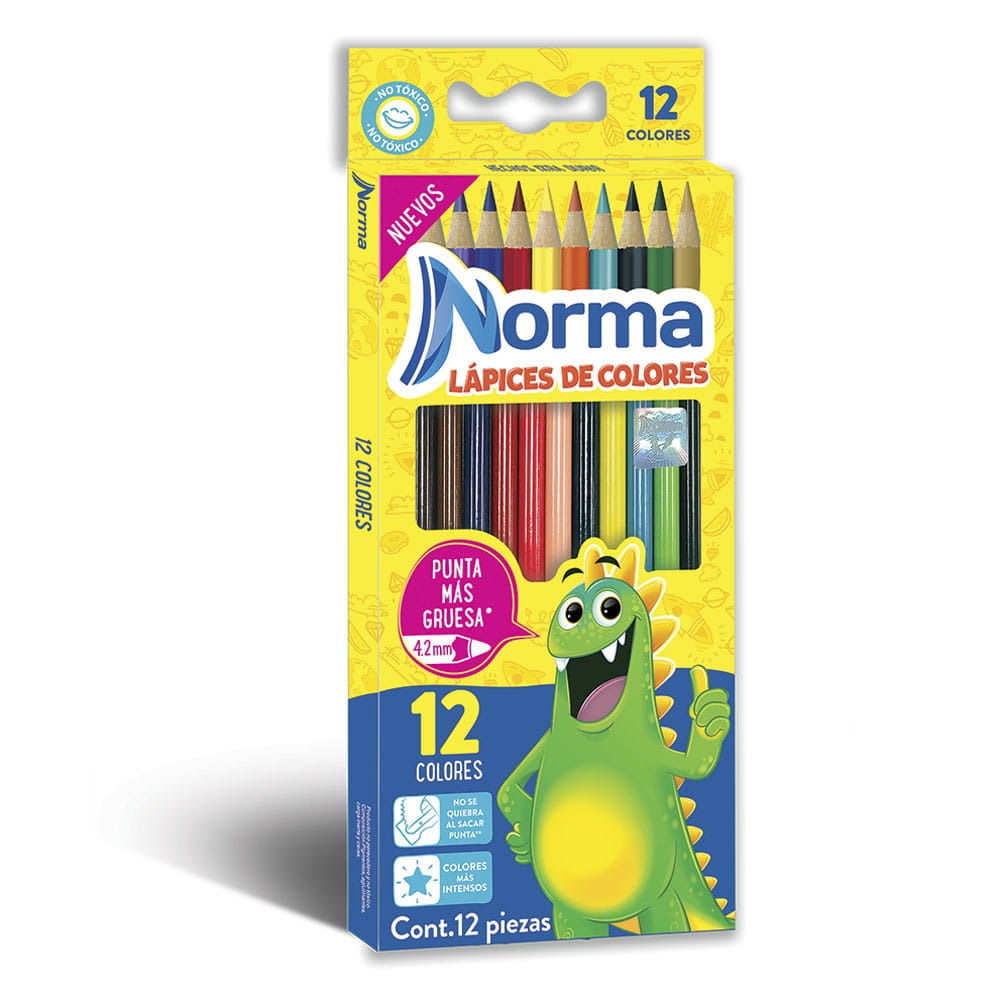 NO TÓXICO
NO TÓXICO
12
COLORES
NUEVOS
Norma
Norma
LÁPICES DE COLORES
12 COLORES
PUNTA
MÁS
GRUESA*
4.2mm
12
COLORES
NO SE
QUIEBRA
AL SACAR
PUNTA**
COLORES
MÁS
INTENSOS
Cont.12 piezas